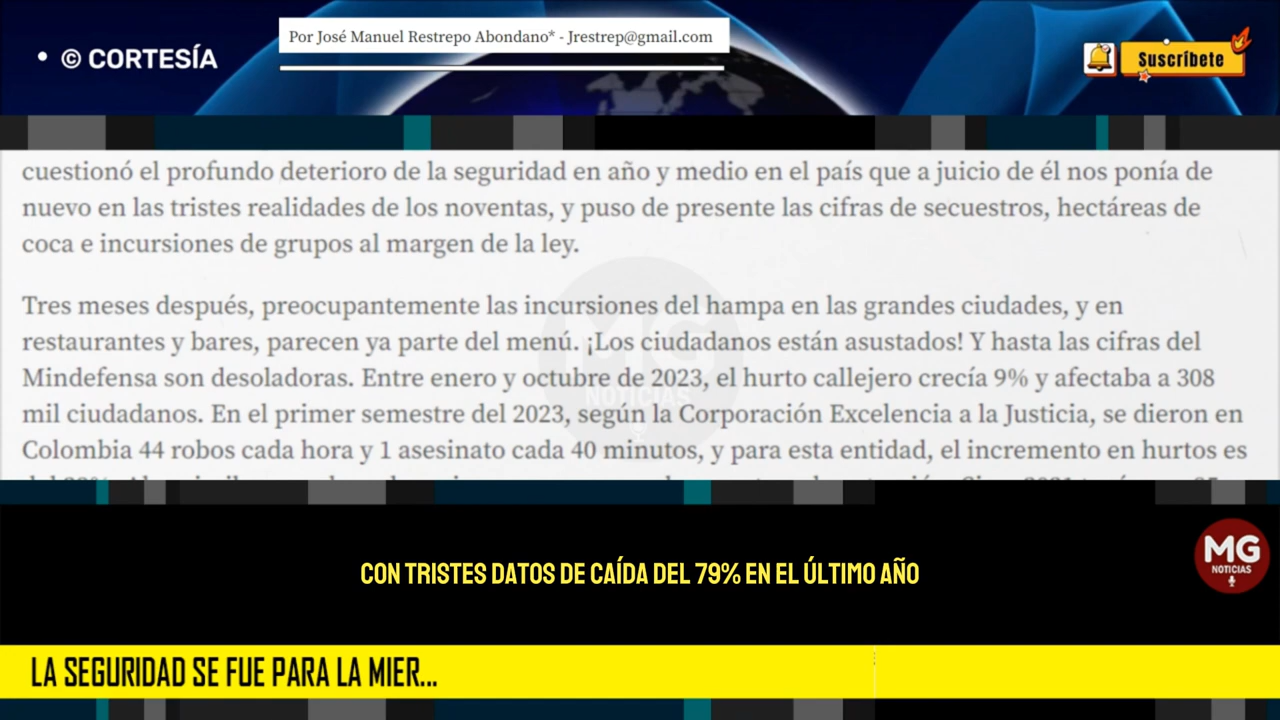 Por José Manuel Restrepo Abondano* - Jrestrep@gmail.com
• © CORTESÍA
Suscríbete
cuestionó el profundo deterioro de la seguridad en año y medio en el país que a juicio de él nos ponía de
nuevo en las tristes realidades de los noventas, y puso de presente las cifras de secuestros, hectáreas de
coca e incursiones de grupos al margen de la ley.
Tres meses después, preocupantemente las incursiones del hampa en las grandes ciudades, y en
restaurantes y bares, parecen ya parte del menú. ¡Los ciudadanos están asustados! Y hasta las cifras del
Mindefensa son desoladoras. Entre enero y octubre de 2023, el hurto callejero crecía 9% y afectaba a 308
mil ciudadanos. En el primer semestre del 2023, según la Corporación Excelencia a la Justicia, se dieron en
Colombia 44 robos cada hora y 1 asesinato cada 40 minutos, y para esta entidad, el incremento en hurtos es
MG
NOTICIAS
CON TRISTES DATOS DE CAÍDA DEL 79% EN EL ÚLTIMO AÑO
MG
NOTICIAS
LA SEGURIDAD SE FUE PARA LA MIER...